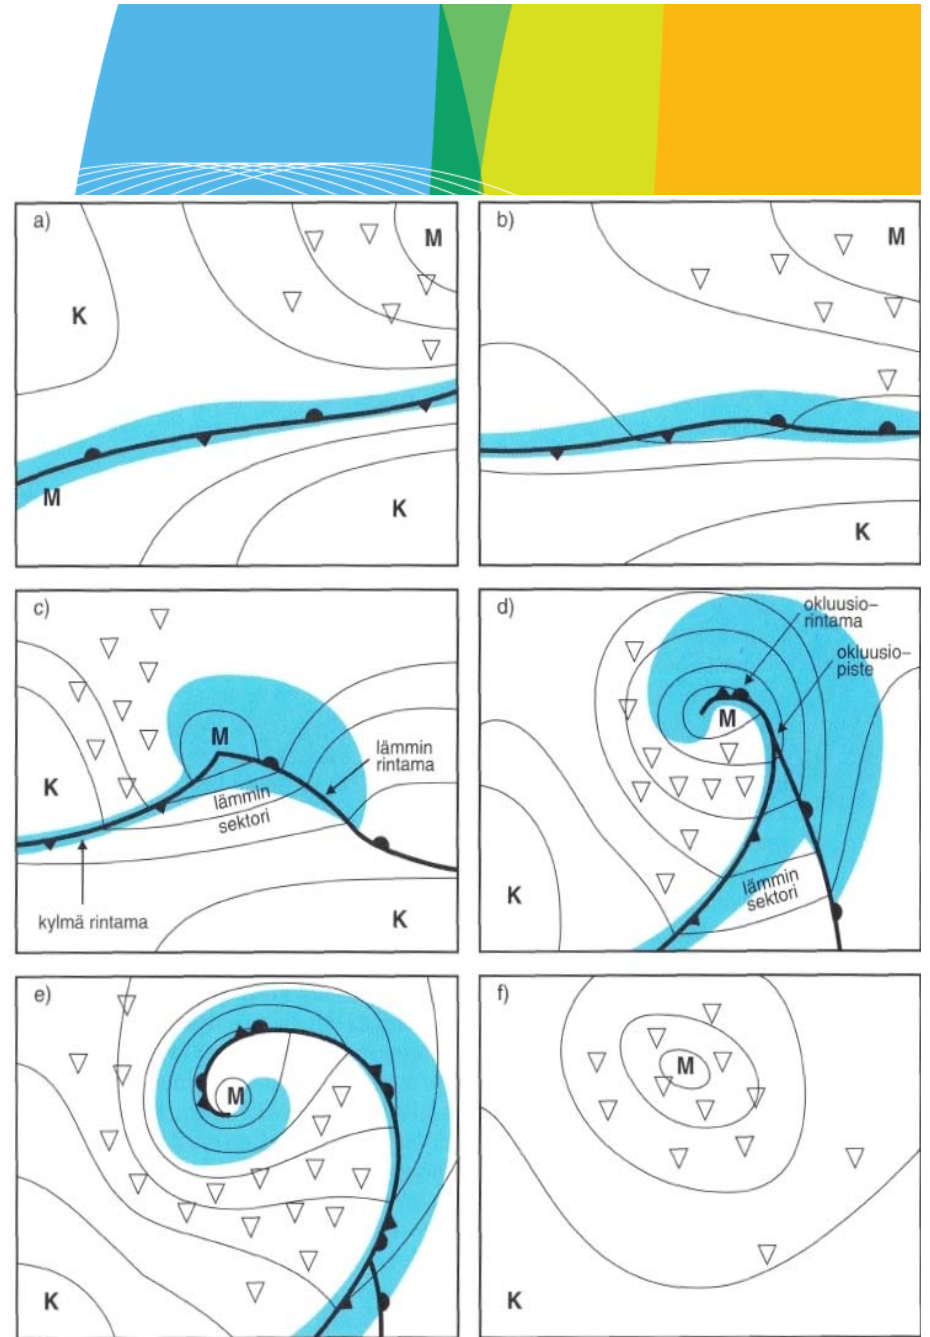 a)
M
K
M
K
b)
M
K
c)
M
K
lämmin
rintama
lämmin
sektori
kylmä rintama
K
d)
okluusio–
rintama
okluusio–
piste
M
K
lämmin
sektori
e)
M
K
f)
M
K